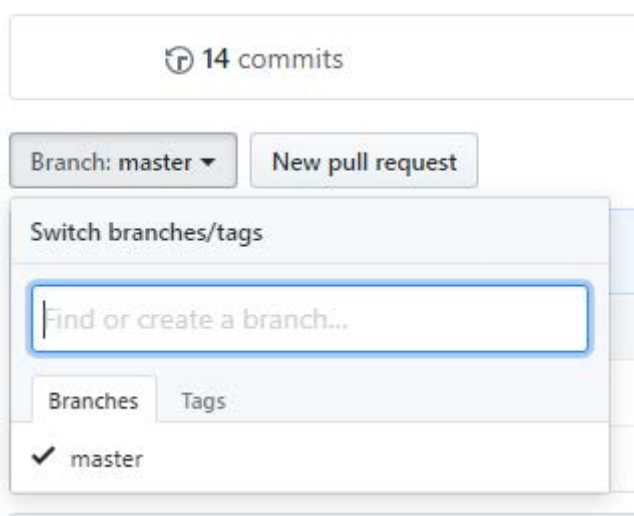 14 commits
Branch: master New pull request
Switch branches/tags
Find or create a branch...
Branches Tags
master